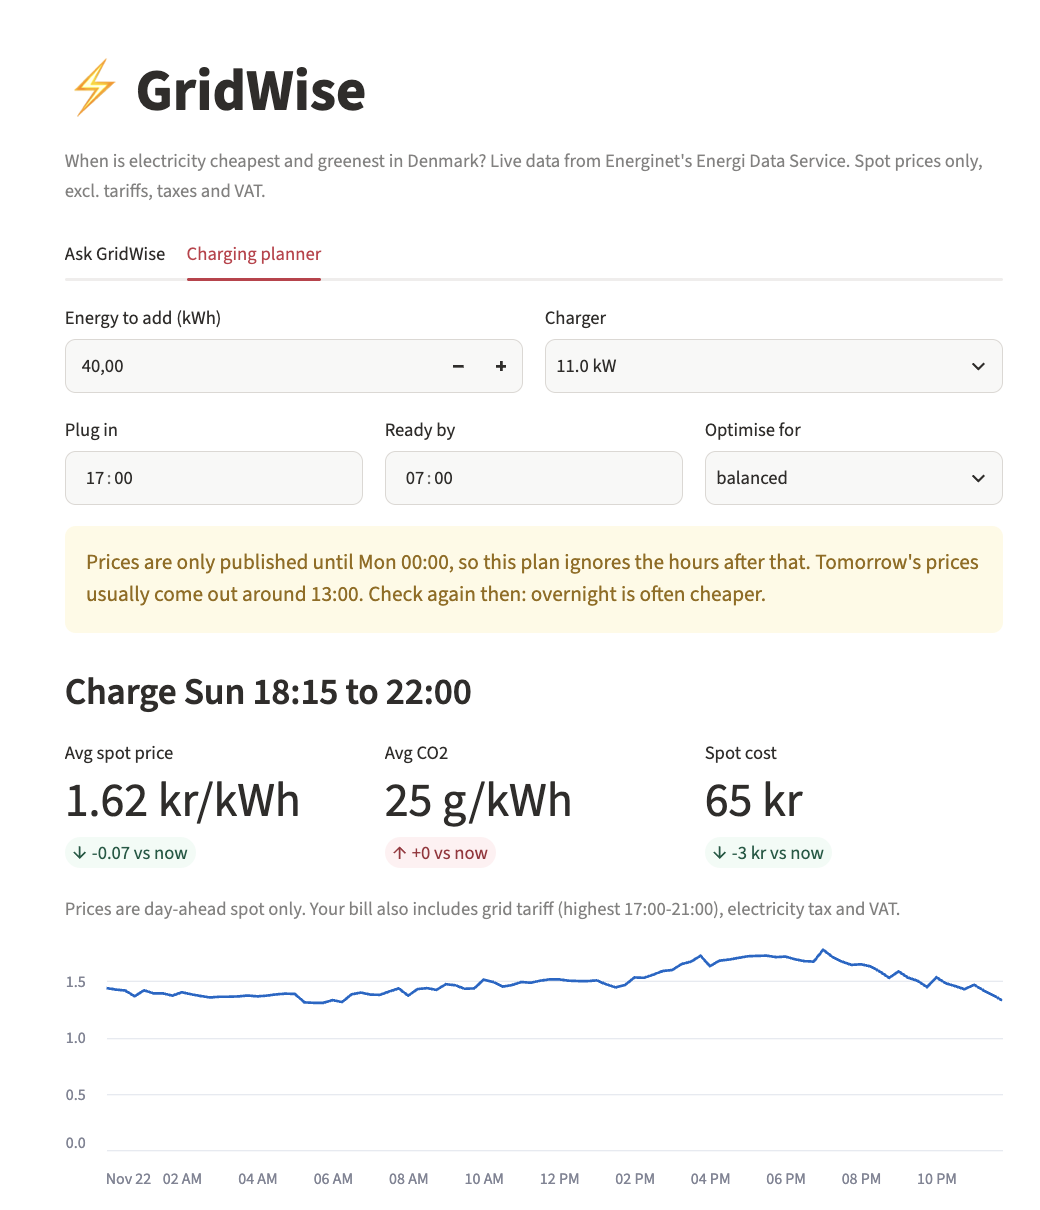 ⚡ GridWise
When is electricity cheapest and greenest in Denmark? Live data from Energinet's Energi Data Service. Spot prices only,
excl. tariffs, taxes and VAT.
Ask GridWise Charging planner
Energy to add (kWh) Charger
40,00 − + 11.0 kW
Plug in Ready by Optimise for
17:00 07:00 balanced
Prices are only published until Mon 00:00, so this plan ignores the hours after that. Tomorrow's prices
usually come out around 13:00. Check again then: overnight is often cheaper.
Charge Sun 18:15 to 22:00
Avg spot price Avg CO2 Spot cost
1.62 kr/kWh 25 g/kWh 65 kr
↓ -0.07 vs now ↑ +0 vs now ↓ -3 kr vs now
Prices are day-ahead spot only. Your bill also includes grid tariff (highest 17:00-21:00), electricity tax and VAT.
1.5
1.0
0.5
0.0
Nov 22 02 AM 04 AM 06 AM 08 AM 10 AM 12 PM 02 PM 04 PM 06 PM 08 PM 10 PM